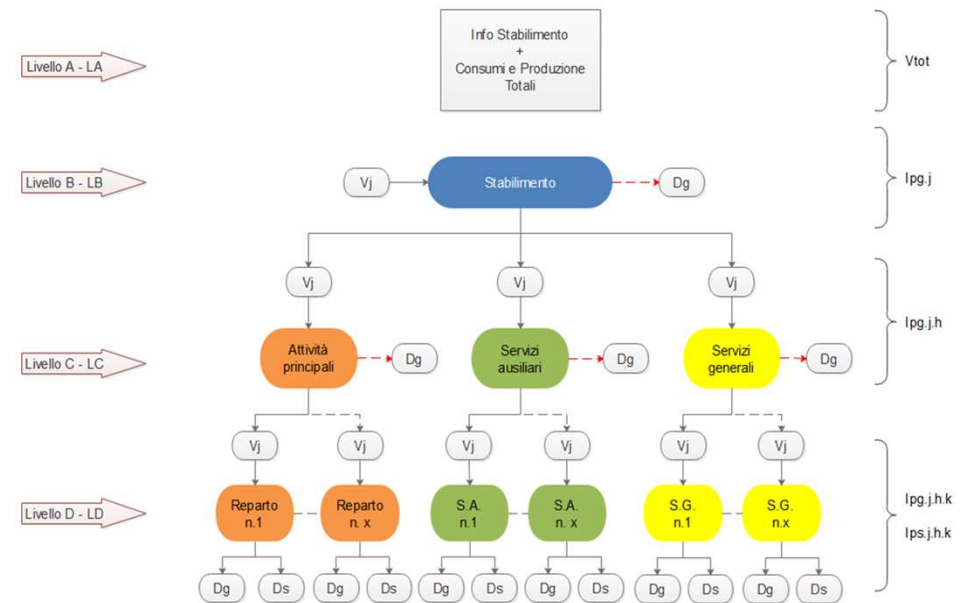 Info Stabilimento
+
Consumi e Produzione
Totali
Livello A - LA
Vtot
Livello B - LB
Vj
Stabilimento
Dg
Ipg.j
Vj
Vj
Vj
Ipg.j.h
Livello C - LC
Attività
principali
Dg
Servizi
ausiliari
Dg
Servizi
generali
Dg
Vj
Vj
Vj
Vj
Vj
Vj
Livello D - LD
Reparto
n.1
Reparto
n. x
S.A.
n.1
S.A.
n. x
S.G.
n.1
S.G.
n.x
Ipg.j.h.k
Ips.j.h.k
Dg
Ds
Dg
Ds
Dg
Ds
Dg
Ds
Dg
Ds
Dg
Ds